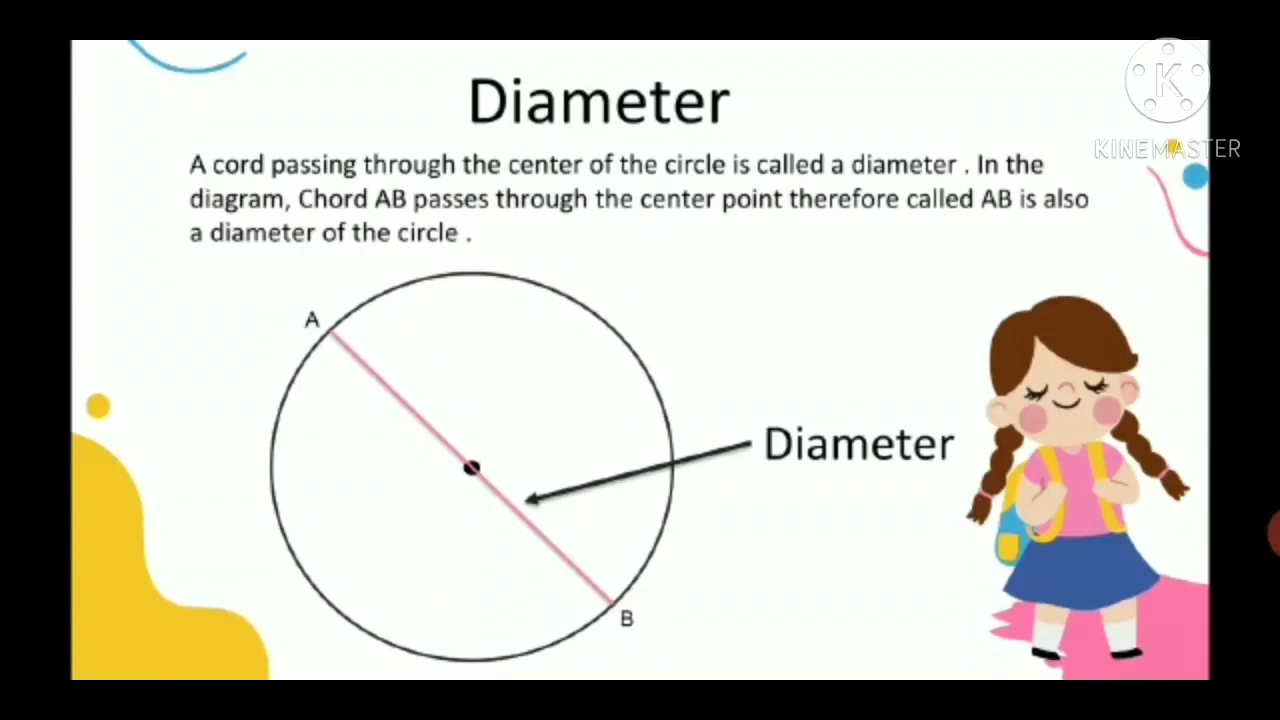 Diameter
K
KINEMASTER
A cord passing through the center of the circle is called a diameter . In the
diagram, Chord AB passes through the center point therefore called AB is also
a diameter of the circle .
A
Diameter
B